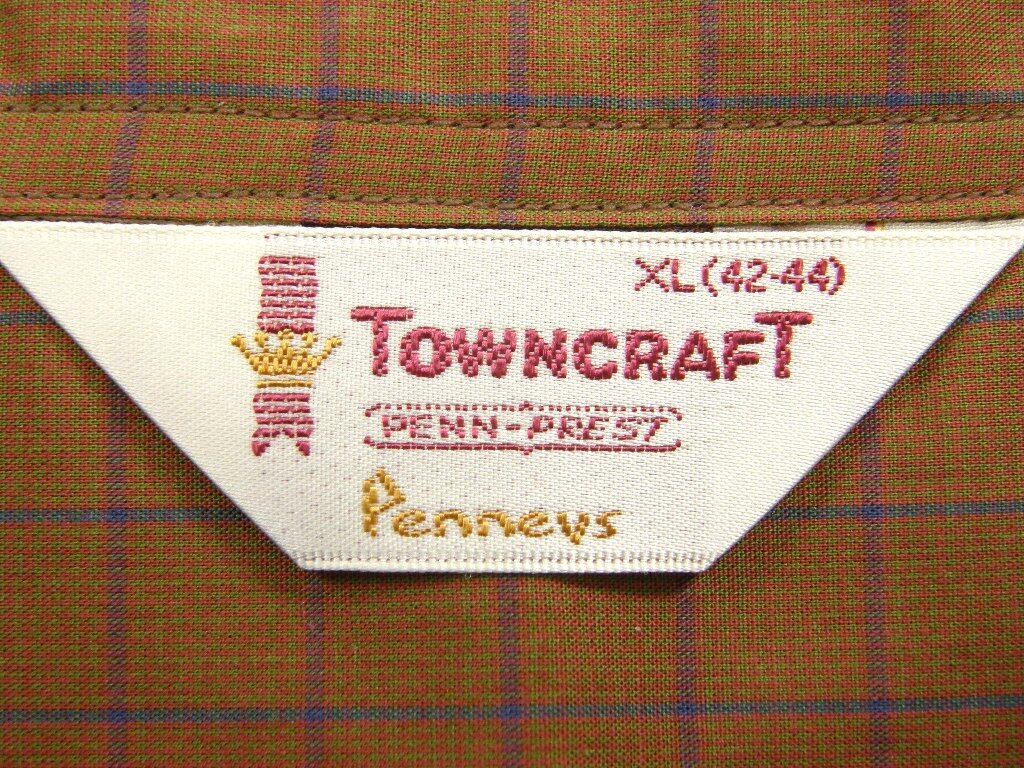 XL (42-44)
TOWNCRAFT
PENN-PREST
Penneys